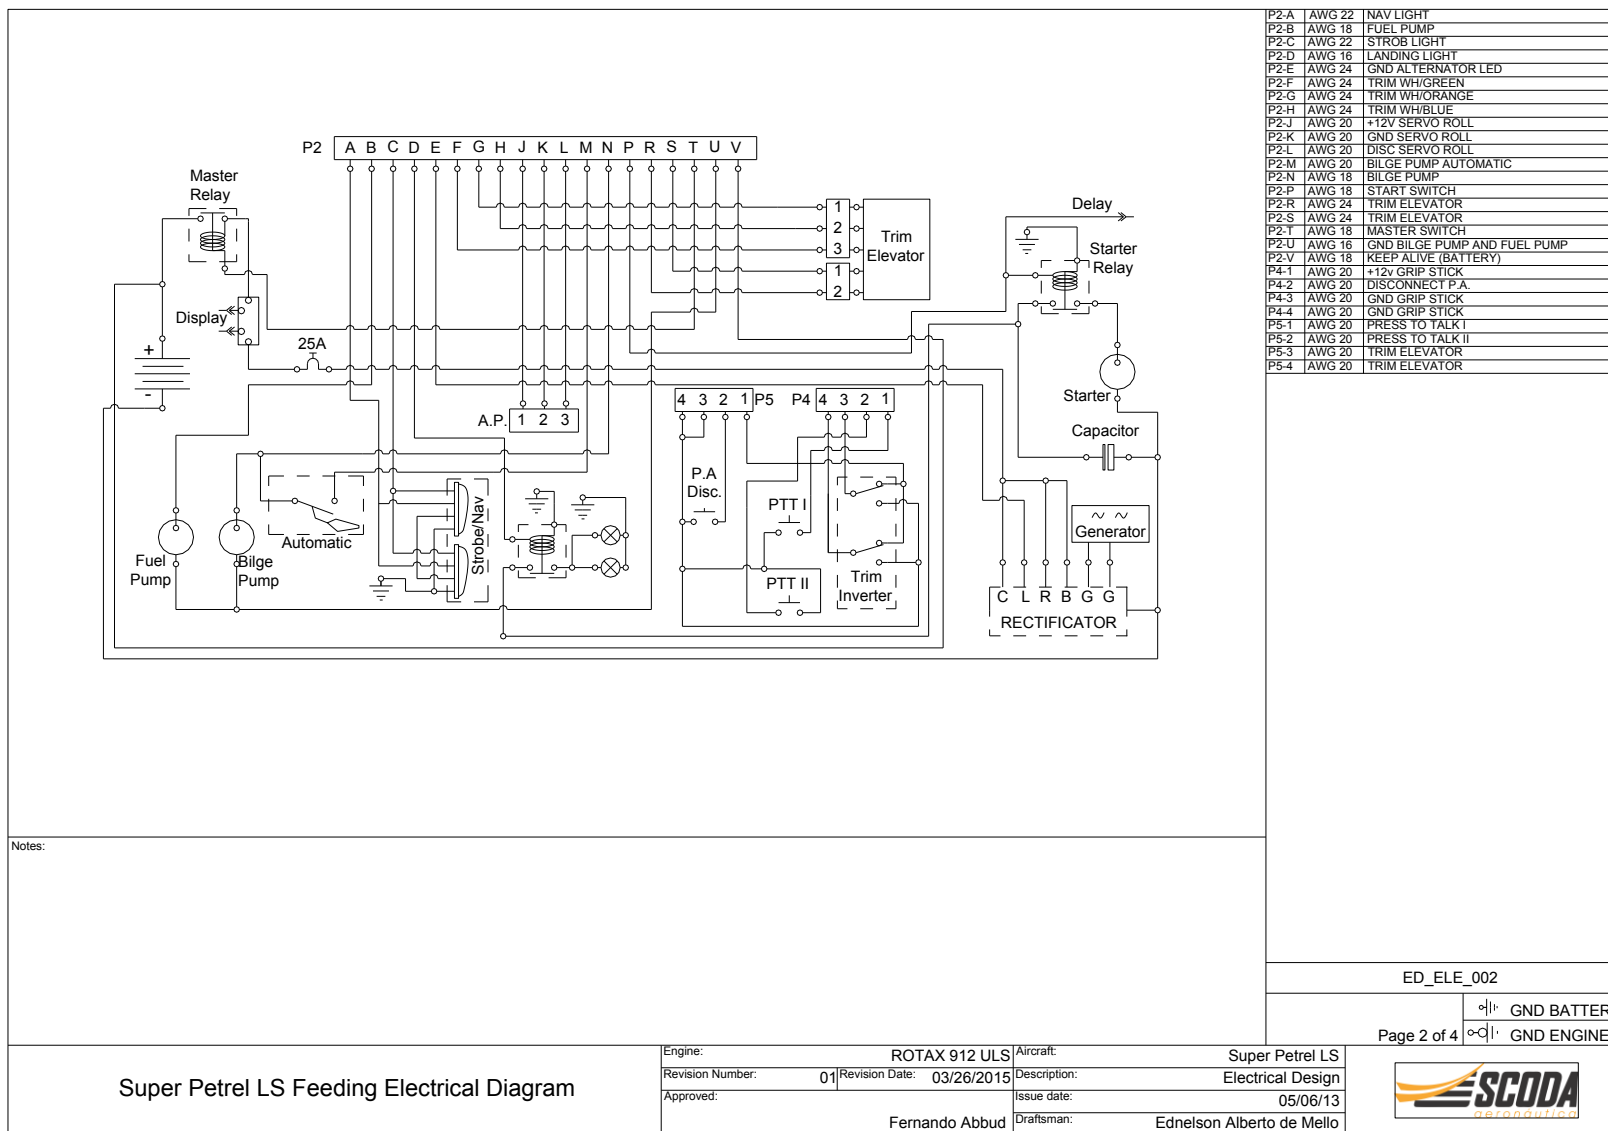 P2-A AWG 22 NAV LIGHT
P2-B AWG 18 FUEL PUMP
P2-C AWG 22 STROB LIGHT
P2-D AWG 16 LANDING LIGHT
P2-E AWG 24 GND ALTERNATOR LED
P2-F AWG 24 TRIM WH/GREEN
P2-G AWG 24 TRIM WH/ORANGE
P2-H AWG 24 TRIM WH/BLUE
P2-J AWG 20 +12V SERVO ROLL
P2-K AWG 20 GND SERVO ROLL
P2-L AWG 20 DISC SERVO ROLL
P2-M AWG 20 BILGE PUMP AUTOMATIC
P2-N AWG 18 BILGE PUMP
P2-P AWG 18 START SWITCH
P2-R AWG 24 TRIM ELEVATOR
P2-S AWG 24 TRIM ELEVATOR
P2-T AWG 18 MASTER SWITCH
P2-U AWG 16 GND BILGE PUMP AND FUEL PUMP
P2-V AWG 18 KEEP ALIVE (BATTERY)
P4-1 AWG 20 +12v GRIP STICK
P4-2 AWG 20 DISCONNECT P.A.
P4-3 AWG 20 GND GRIP STICK
P4-4 AWG 20 GND GRIP STICK
P5-1 AWG 20 PRESS TO TALK I
P5-2 AWG 20 PRESS TO TALK II
P5-3 AWG 20 TRIM ELEVATOR
P5-4 AWG 20 TRIM ELEVATOR
P2 A B C D E F G H J K L M N P R S T U V
Master
Relay
Display
25A
+
-
1
2
3
1
2
Trim
Elevator
Delay
Starter
Relay
Starter
Capacitor
A.P. 1 2 3
4 3 2 1 P5
P4 4 3 2 1
P.A
Disc.
PTT I
PTT II
Trim
Inverter
Automatic
Fuel
Pump
Bilge
Pump
Strobe/Nav
Generator
C L R B G G
RECTIFICATOR
Notes:
ED_ELE_002
GND BATTER
Page 2 of 4
GND ENGINE
Super Petrel LS Feeding Electrical Diagram
Engine: ROTAX 912 ULS
Aircraft: Super Petrel LS
Revision Number: 01
Revision Date: 03/26/2015
Description: Electrical Design
Approved: Fernando Abbud
Issue date: 05/06/13
Draftsman: Ednelson Alberto de Mello
SCODA
aeronáutica